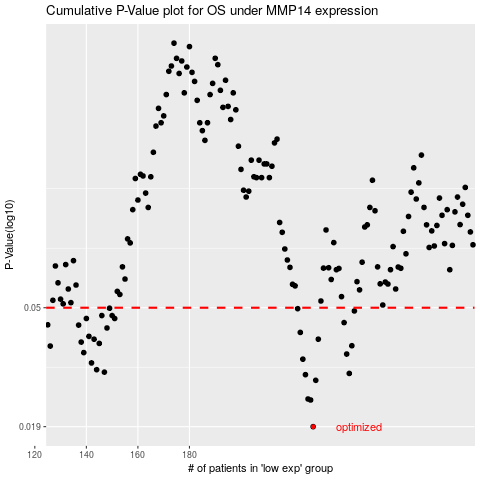 Cumulative P-Value plot for OS under MMP14 expression
P-Value(log10)
0.05
0.019
optimized
120 140 160 180
# of patients in 'low exp' group